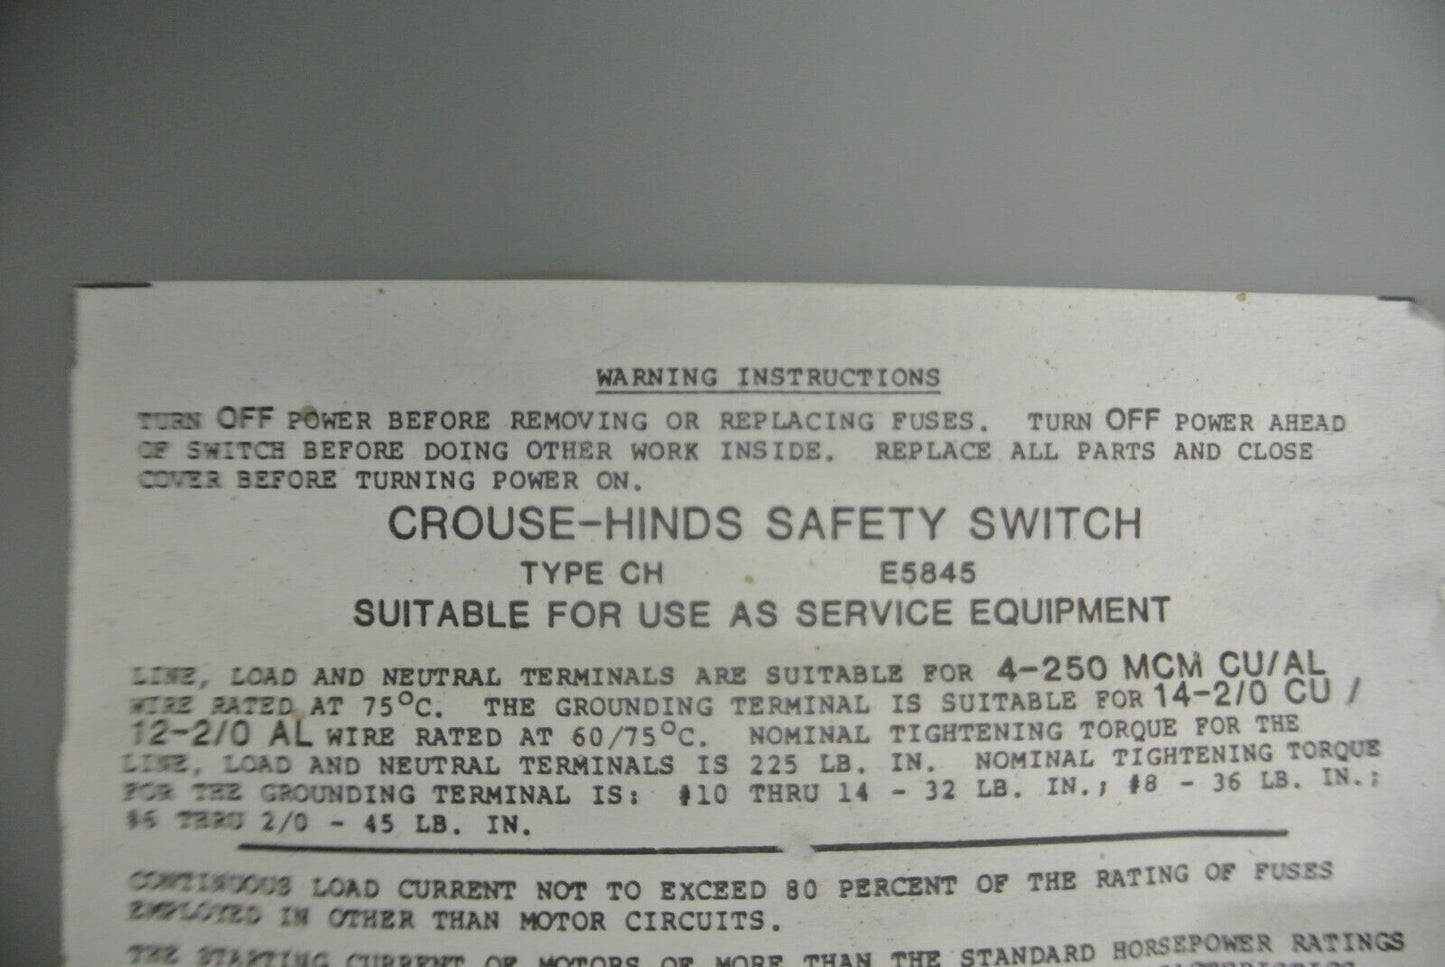 WARNING INSTRUCTIONS
TURN OFF POWER BEFORE REMOVING OR REPLACING FUSES. TURN OFF POWER AHEAD
OF SWITCH BEFORE DOING OTHER WORK INSIDE. REPLACE ALL PARTS AND CLOSE
COVER BEFORE TURNING POWER ON.
CROUSE-HINDS SAFETY SWITCH
TYPE CH E5845
SUITABLE FOR USE AS SERVICE EQUIPMENT
LINE, LOAD AND NEUTRAL TERMINALS ARE SUITABLE FOR 4-250 MCM CU/AL
WIRE RATED AT 75°C. THE GROUNDING TERMINAL IS SUITABLE FOR 14-2/0 CU /
12-2/0 AL WIRE RATED AT 60/75°C. NOMINAL TIGHTENING TORQUE FOR THE
LINE, LOAD AND NEUTRAL TERMINALS IS 225 LB. IN. NOMINAL TIGHTENING TORQUE
FOR THE GROUNDING TERMINAL IS: #10 THRU 14 - 32 LB. IN.; #8 - 36 LB. IN.;
#6 THRU 2/0 - 45 LB. IN.
CONTINUOUS LOAD CURRENT NOT TO EXCEED 80 PERCENT OF THE RATING OF FUSES
EMPLOYED IN OTHER THAN MOTOR CIRCUITS.
THE STARTING CURRENT OF MOTORS OF MORE THAN THE STANDARD HORSEPOWER RATINGS